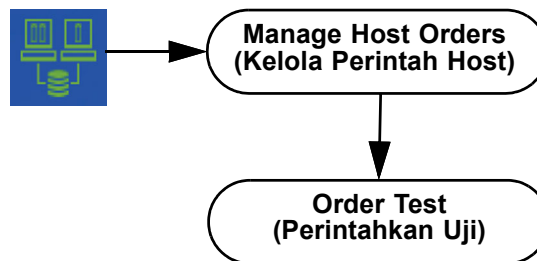 Manage Host Orders
(Kelola Perintah Host)
Order Test
(Perintahkan Uji)